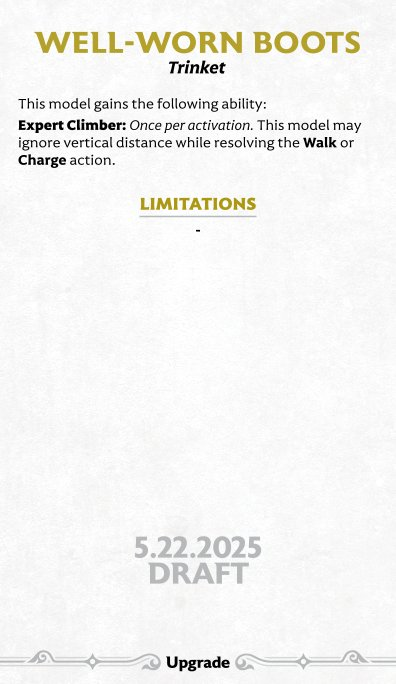 WELL-WORN BOOTS
Trinket
This model gains the following ability:
Expert Climber: Once per activation. This model may
ignore vertical distance while resolving the Walk or
Charge action.
LIMITATIONS
-
5.22.2025
DRAFT
Upgrade